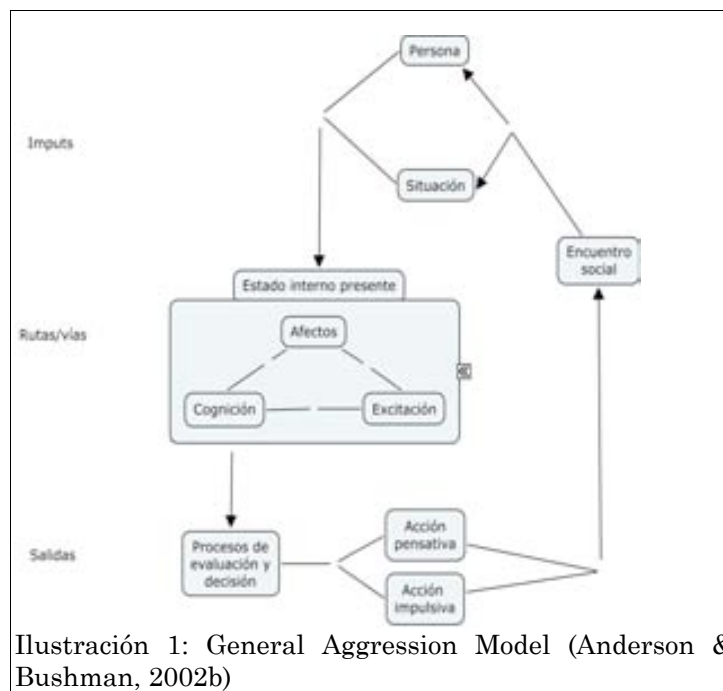 Persona
Imputs
Situación
Encuentro
social
Estado interno presente
Rutas/vías
Afectos
Cognición
Excitación
Salidas
Procesos de
evaluación y
decisión
Acción
pensativa
Acción
impulsiva
Ilustración 1: General Aggression Model (Anderson &
Bushman, 2002b)